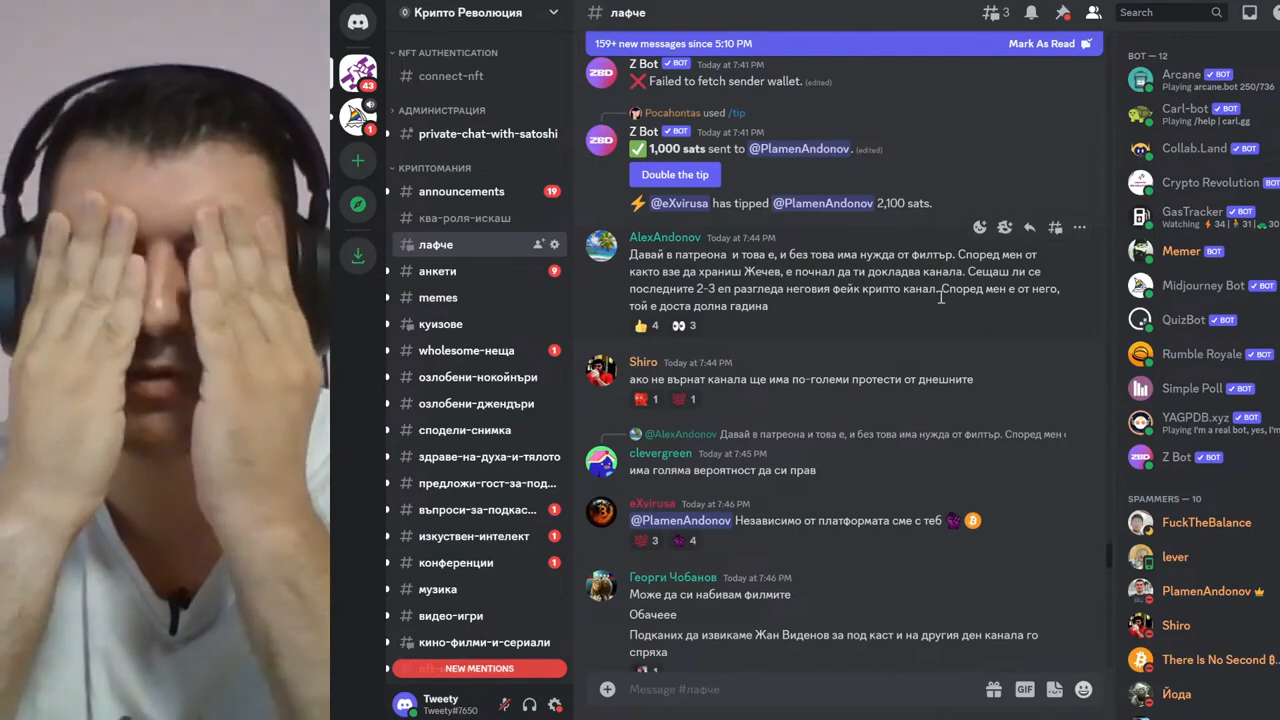 Крипто Революция
NFT AUTHENTICATION
connect-nft
АДМИНИСТРАЦИЯ
private-chat-with-satoshi
КРИПТОМАНИЯ
announcements
19
ква-роля-искаш
лафче
анкети
9
memes
куизове
wholesome-неща
1
озлобени-нокойнъри
озлобени-джендъри
сподели-снимка
здраве-на-духа-и-тялото
предложи-гост-за-под...
въпроси-за-подкас...
1
изкуствен-интелект
1
конференции
1
музика
видео-игри
кино-филми-и-сериали
NEW MENTIONS
Tweety
Tweety#7650
43
1
# лафче
3
Search
159+ new messages since 5:10 PM
Mark As Read
ZBD Z Bot BOT Today at 7:41 PM
Failed to fetch sender wallet. (edited)
Pocahontas used /tip
ZBD Z Bot BOT Today at 7:41 PM
1,000 sats sent to @PlamenAndonov. (edited)
Double the tip
@eXvirusa has tipped @PlamenAndonov 2,100 sats.
AlexAndonov Today at 7:44 PM
Давай в патреона и това е, и без това има нужда от филтър. Според мен от
както взе да храниш Жечев, е почнал да ти докладва канала. Сещаш ли се
последните 2-3 еп разгледа неговия фейк крипто канал. Според мен е от него,
той е доста долна гадина
4 3
Shiro Today at 7:44 PM
ако не върнат канала ще има по-големи протести от днешните
1 1
@AlexAndonov Давай в патреона и това е, и без това има нужда от филтър. Според мен
clevergreen Today at 7:45 PM
има голяма вероятност да си прав
eXvirusa Today at 7:46 PM
@PlamenAndonov Независимо от платформата сме с теб
3 4
Георги Чобанов Today at 7:46 PM
Може да си набивам филмите
Обачеее
Подканих да извикаме Жан Виденов за под каст и на другия ден канала го
спряха
Message #лафче
GIF
BOT — 12
Arcane BOT
Playing arcane.bot 250/736
Carl-bot BOT
Playing /help | carl.gg
Collab.Land BOT
Crypto Revolution
GasTracker BOT
Watching 34 | 31 | 30
Memer BOT
Midjourney Bot BOT
QuizBot BOT
Rumble Royale BOT
Simple Poll BOT
YAGPDB.xyz BOT
Playing I'm a real bot, yes, I'm
ZBD Z Bot BOT
SPAMMERS — 10
FuckTheBalance
lever
PlamenAndonov
Shiro
There Is No Second
Йода